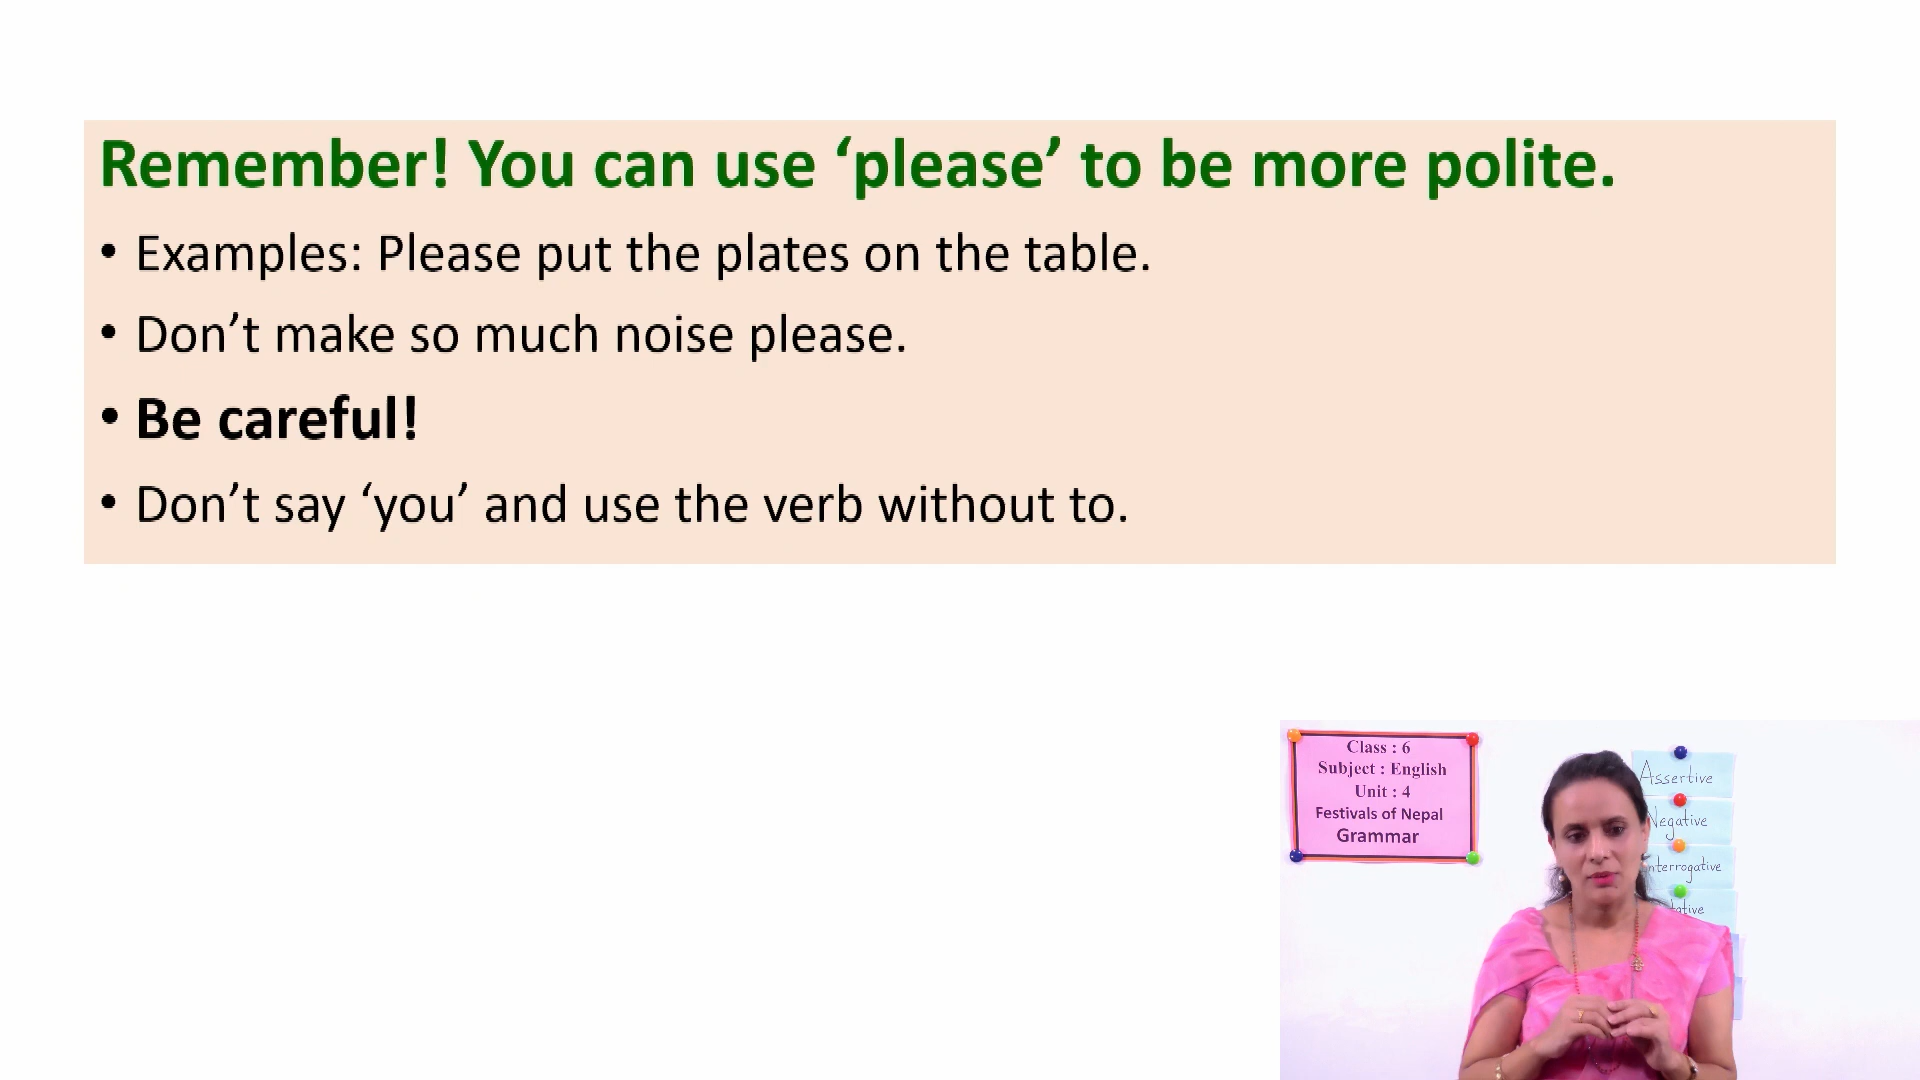 Remember! You can use ‘please’ to be more polite.
• Examples: Please put the plates on the table.
• Don’t make so much noise please.
• Be careful!
• Don’t say ‘you’ and use the verb without to.
Class : 6
Subject : English
Unit : 4
Festivals of Nepal
Grammar
Assertive
Negative
nterrogative